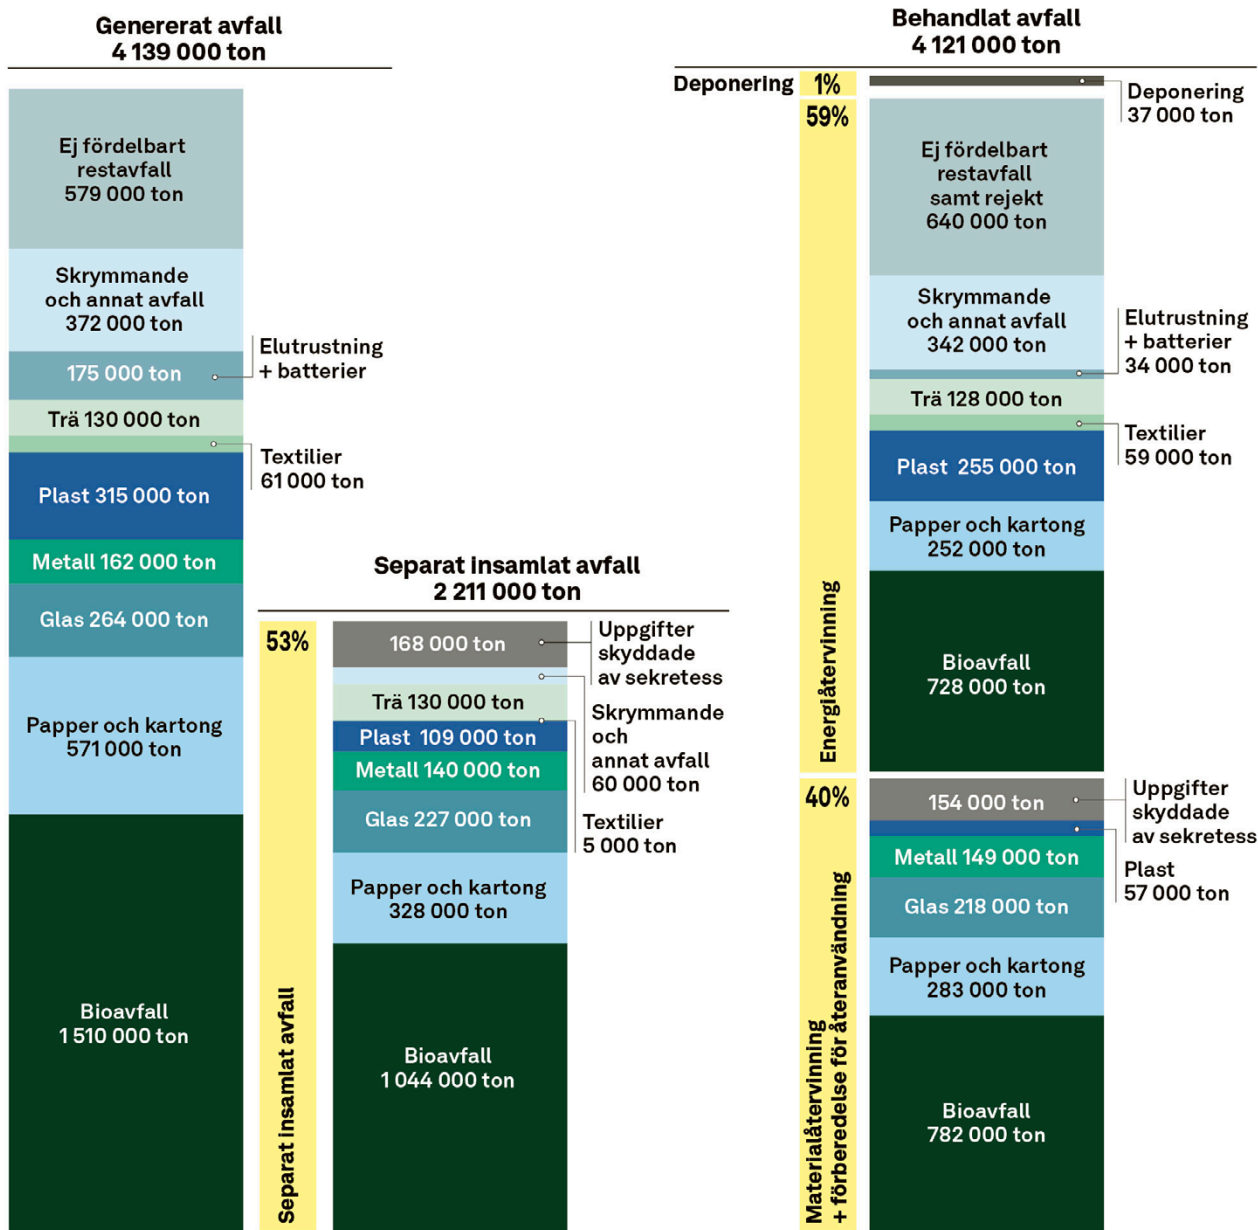 Genererat avfall
4 139 000 ton
Ej fördelbart
restavfall
579 000 ton
Skrymmande
och annat avfall
372 000 ton
175 000 ton
Elutrustning
+ batterier
Trä 130 000 ton
Textilier
61 000 ton
Plast 315 000 ton
Metall 162 000 ton
Glas 264 000 ton
Papper och kartong
571 000 ton
Bioavfall
1 510 000 ton
Separat insamlat avfall
2 211 000 ton
53%
Separat insamlat avfall
168 000 ton
Uppgifter
skyddade
av sekretess
Skrymmande
och
annat avfall
60 000 ton
Trä 130 000 ton
Textilier
5 000 ton
Plast 109 000 ton
Metall 140 000 ton
Glas 227 000 ton
Papper och kartong
328 000 ton
Bioavfall
1 044 000 ton
Behandlat avfall
4 121 000 ton
Deponering
1%
Deponering
37 000 ton
59%
Energiåtervinning
Ej fördelbart
restavfall
samt rejekt
640 000 ton
Skrymmande
och annat avfall
342 000 ton
Elutrustning
+ batterier
34 000 ton
Trä 128 000 ton
Textilier
59 000 ton
Plast 255 000 ton
Papper och kartong
252 000 ton
Bioavfall
728 000 ton
40%
Materialåtervinning
+ förberedelse för återanvändning
154 000 ton
Uppgifter
skyddade
av sekretess
Plast
57 000 ton
Metall 149 000 ton
Glas 218 000 ton
Papper och kartong
283 000 ton
Bioavfall
782 000 ton